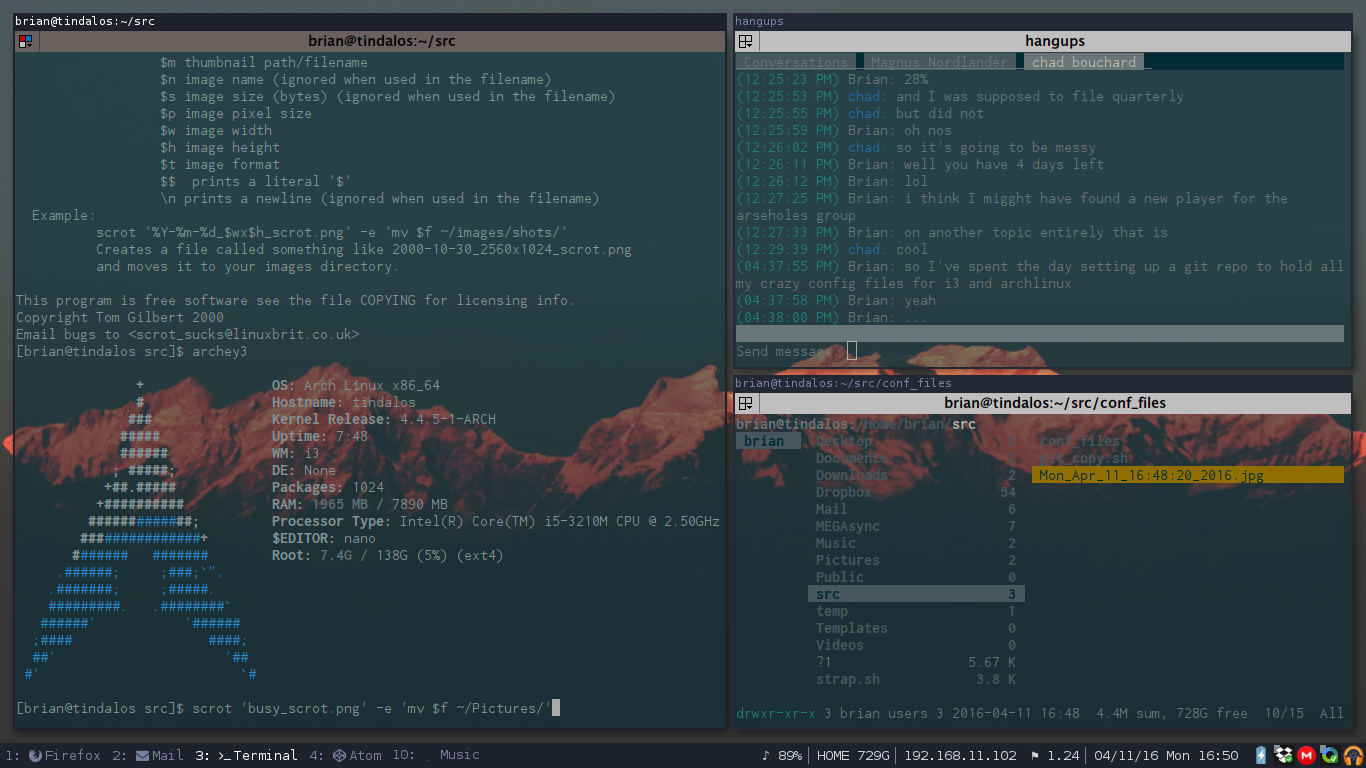 brian@tindalos:~/src
brian@tindalos:~/src
$m thumbnail path/filename
$n image name (ignored when used in the filename)
$s image size (bytes) (ignored when used in the filename)
$p image pixel size
$w image width
$h image height
$t image format
$$  prints a literal '$'
\n prints a newline (ignored when used in the filename)
Example:
scrot '%Y-%m-%d_$wx$h_scrot.png' -e 'mv $f ~/images/shots/'
Creates a file called something like 2000-10-30_2560x1024_scrot.png
and moves it to your images directory.
This program is free software see the file COPYING for licensing info.
Copyright Tom Gilbert 2000
Email bugs to <scrot_sucks@linuxbrit.co.uk>
[brian@tindalos src]$ archey3
OS: Arch Linux x86_64
Hostname: tindalos
Kernel Release: 4.4.5-1-ARCH
Uptime: 7:48
WM: i3
DE: None
Packages: 1024
RAM: 1965 MB / 7890 MB
Processor Type: Intel(R) Core(TM) i5-3210M CPU @ 2.50GHz
$EDITOR: nano
Root: 7.4G / 138G (5%) (ext4)
[brian@tindalos src]$ scrot 'busy_scrot.png' -e 'mv $f ~/Pictures/'
hangups
hangups
Conversations Magnus Nordlander chad bouchard
(12:25:23 PM) Brian: 28%
(12:25:53 PM) chad: and I was supposed to file quarterly
(12:25:55 PM) chad: but did not
(12:25:59 PM) Brian: oh nos
(12:26:02 PM) chad: so it's going to be messy
(12:26:11 PM) Brian: well you have 4 days left
(12:26:12 PM) Brian: lol
(12:27:25 PM) Brian: i think I migght have found a new player for the
arseholes group
(12:27:33 PM) Brian: on another topic entirely that is
(12:29:39 PM) chad: cool
(04:37:55 PM) Brian: so I've spent the day setting up a git repo to hold all
my crazy config files for i3 and archlinux
(04:37:58 PM) Brian: yeah
(04:38:00 PM) Brian: ...
Send message:
brian@tindalos:~/src/conf_files
brian@tindalos:~/src/conf_files
brian@tindalos:/home/brian/src
brian Desktop conf_files
Documents git_copy.sh
Downloads 2 Mon_Apr_11_16:48:20_2016.jpg
Dropbox 54
Mail 6
MEGAsync 7
Music 2
Pictures 2
Public 0
src 3
temp 1
Templates 0
Videos 0
?1 5.67 K
strap.sh 3.8 K
drwxr-xr-x 3 brian users 3 2016-04-11 16:48 4.4M sum, 728G free 10/15 All
1: Firefox 2: Mail 3: >_Terminal 4: Atom 10: Music
♪ 89% HOME 729G 192.168.11.102 ⚑ 1.24 04/11/16 Mon 16:50